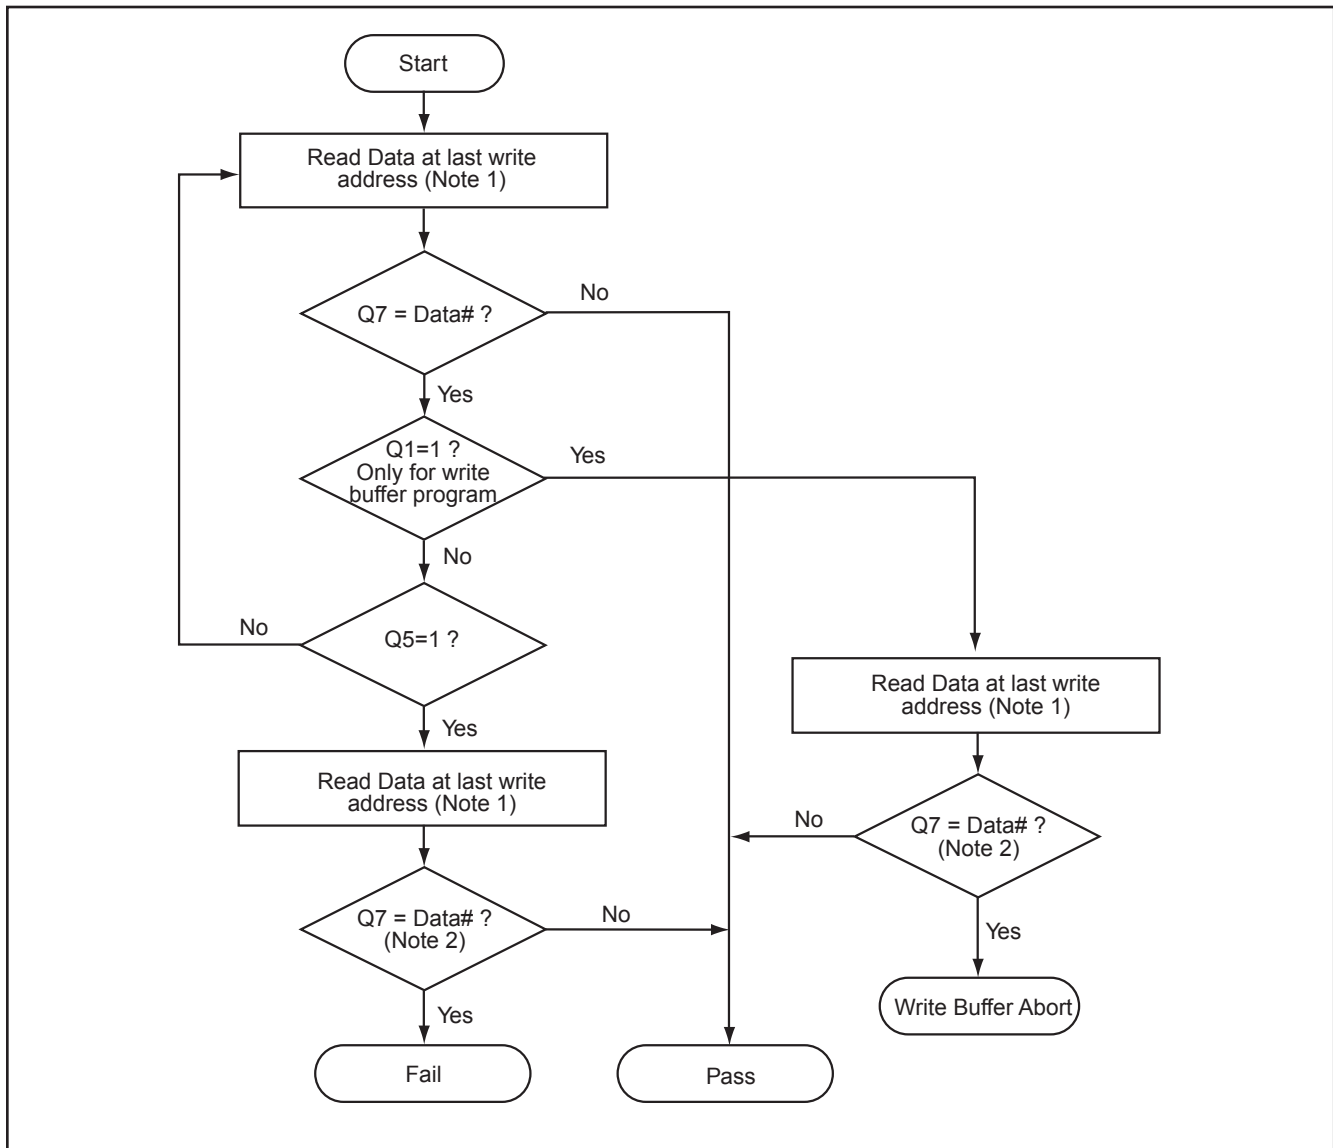 Start
Read Data at last write
address (Note 1)
Q7 = Data# ?
No
Yes
Q1=1 ?
Only for write
buffer program
Yes
No
Q5=1 ?
No
Yes
Read Data at last write
address (Note 1)
Read Data at last write
address (Note 1)
Q7 = Data# ?
(Note 2)
No
Yes
Q7 = Data# ?
(Note 2)
No
Yes
Write Buffer Abort
Fail
Pass